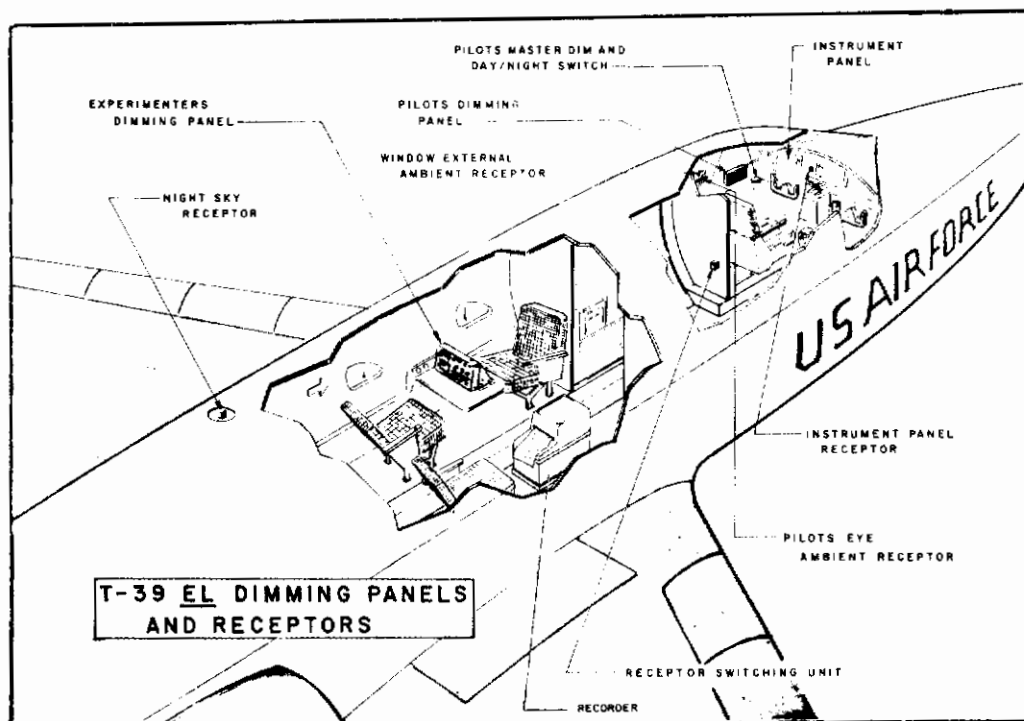 PILOTS MASTER DIM AND
DAY/NIGHT SWITCH
INSTRUMENT
PANEL
EXPERIMENTERS
DIMMING PANEL
PILOTS DIMMING
PANEL
WINDOW EXTERNAL
AMBIENT RECEPTOR
NIGHT SKY
RECEPTOR
US AIR FORCE
INSTRUMENT PANEL
RECEPTOR
PILOTS EYE
AMBIENT RECEPTOR
T-39 EL DIMMING PANELS
AND RECEPTORS
RECEPTOR SWITCHING UNIT
RECORDER